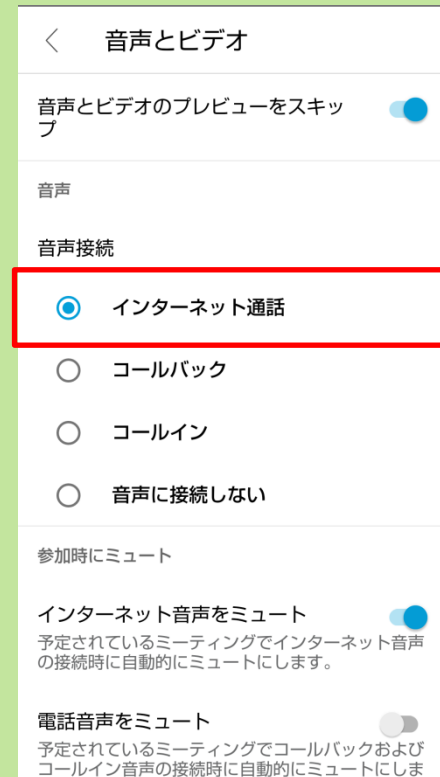 音声とビデオ
音声とビデオのプレビューをスキッ
プ
音声
音声接続
インターネット通話
コールバック
コールイン
音声に接続しない
参加時にミュート
インターネット音声をミュート
予定されているミーティングでインターネット音声
の接続時に自動的にミュートにします。
電話音声をミュート
予定されているミーティングでコールバックおよび
コールイン音声の接続時に自動的にミュートにしま